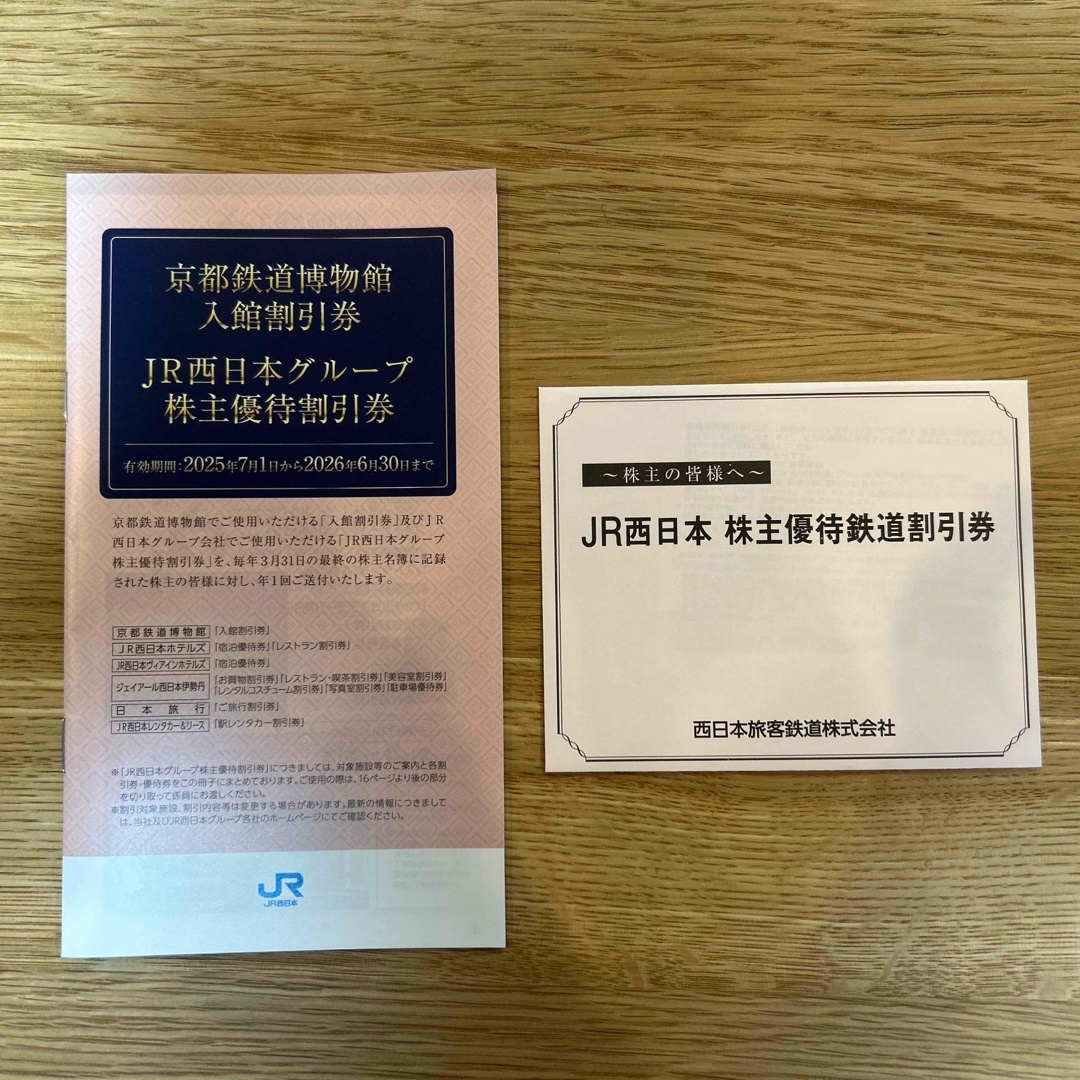 京都鉄道博物館
入館割引券
JR西日本グループ
株主優待割引券
有効期間:2025年7月1日から2026年6月30日まで
京都鉄道博物館でご使用いただける「入館割引券」及びJR
西日本グループ会社でご使用いただける「JR西日本グループ
株主優待割引券」を、毎年3月31日の最終の株主名簿に記録
された株主の皆様に対し、年1回ご送付いたします。
京都鉄道博物館 「入館割引券」
JR西日本ホテルズ 「宿泊優待券」「レストラン割引券」
JR西日本ヴィアインホテルズ 「宿泊優待券」
ジェイアール西日本伊勢丹 「お買物割引券」「レストラン・喫茶割引券」「美容室割引券」
「レンタルコスチューム割引券」「写真室割引券」「駐車場優待券」
日本旅行 「ご旅行割引券」
JR西日本レンタカー&リース 「駅レンタカー割引券」
※「JR西日本グループ株主優待割引券」につきましては、対象施設等のご案内と各割
引券・優待券をこの冊子にまとめております。ご使用の際は、16ページより後の部分
を切り取って係員にお渡しください。
※割引対象施設、割引内容等は変更する場合があります。最新の情報につきまして
は、当社及びJR西日本グループ各社のホームページにてご確認ください。
JR
JR西日本
~株主の皆様へ~
JR西日本 株主優待鉄道割引券
西日本旅客鉄道株式会社